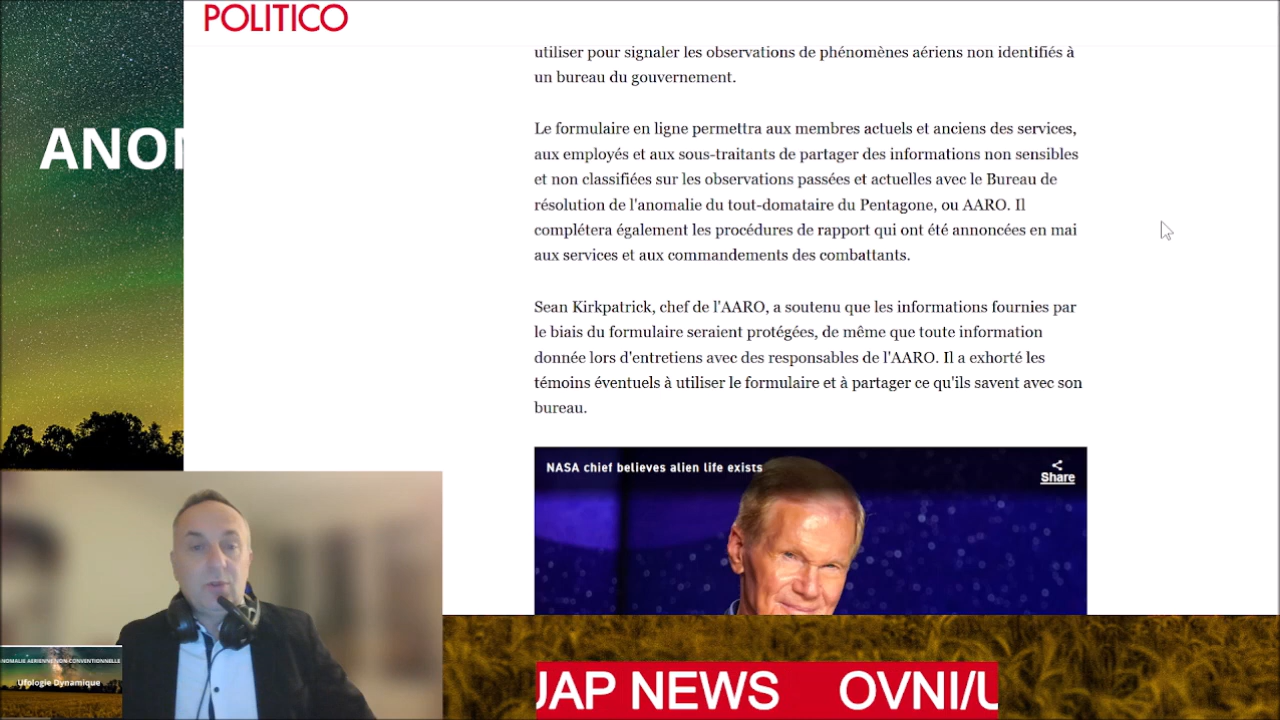 POLITICO
utiliser pour signaler les observations de phénomènes aériens non identifiés à
un bureau du gouvernement.
ANOM
Le formulaire en ligne permettra aux membres actuels et anciens des services,
aux employés et aux sous-traitants de partager des informations non sensibles
et non classifiées sur les observations passées et actuelles avec le Bureau de
résolution de l'anomalie du tout-domataire du Pentagone, ou AARO. Il
complétera également les procédures de rapport qui ont été annoncées en mai
aux services et aux commandements des combattants.
Sean Kirkpatrick, chef de l'AARO, a soutenu que les informations fournies par
le biais du formulaire seraient protégées, de même que toute information
donnée lors d'entretiens avec des responsables de l'AARO. Il a exhorté les
témoins éventuels à utiliser le formulaire et à partager ce qu'ils savent avec son
bureau.
NASA chief believes alien life exists
Share
ANOMALIE AERIENNE NON-CONVENTIONNELLE
Ufologie Dynamique
UAP NEWS OVNI/U